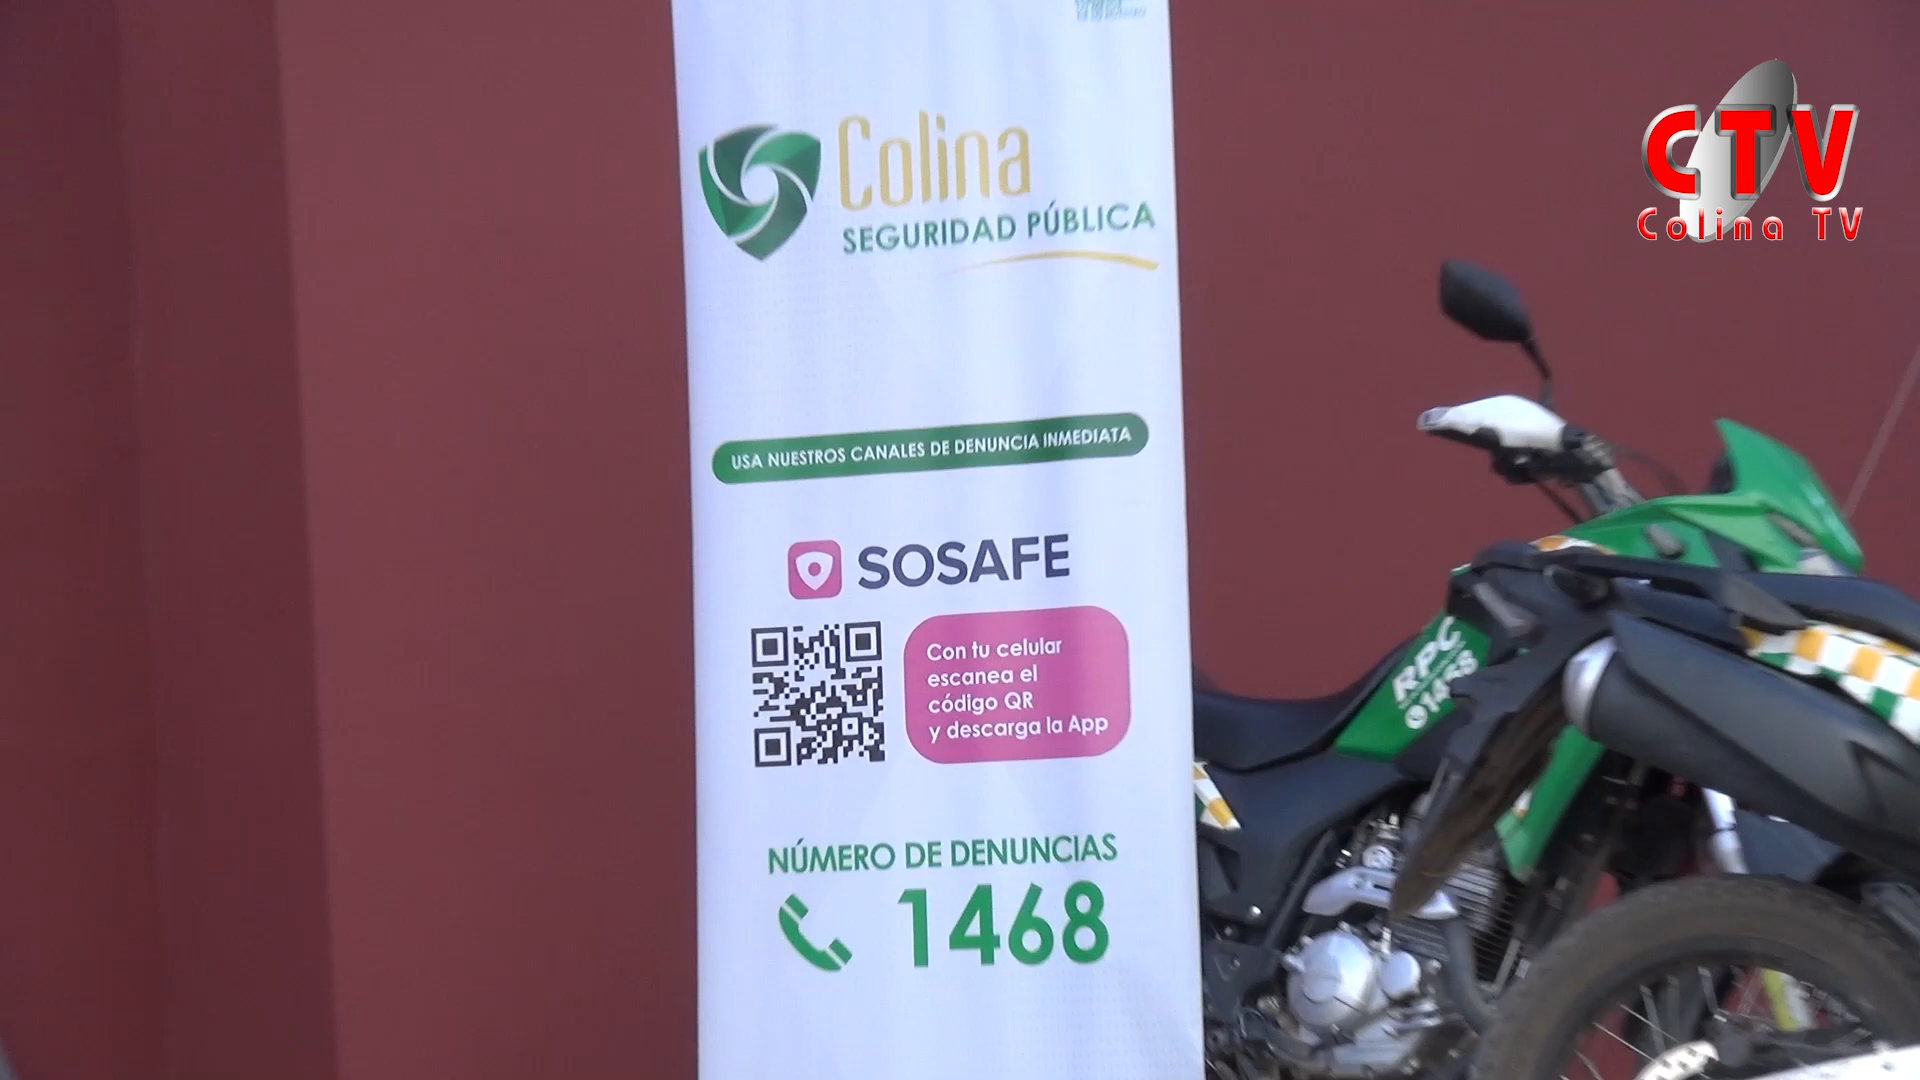 Colina
SEGURIDAD PÚBLICA
USA NUESTROS CANALES DE DENUNCIA INMEDIATA
SOSAFE
Con tu celular
escanea el
código QR
y descarga la App
NÚMERO DE DENUNCIAS
1468
CTV
Colina TV
RPC
1468